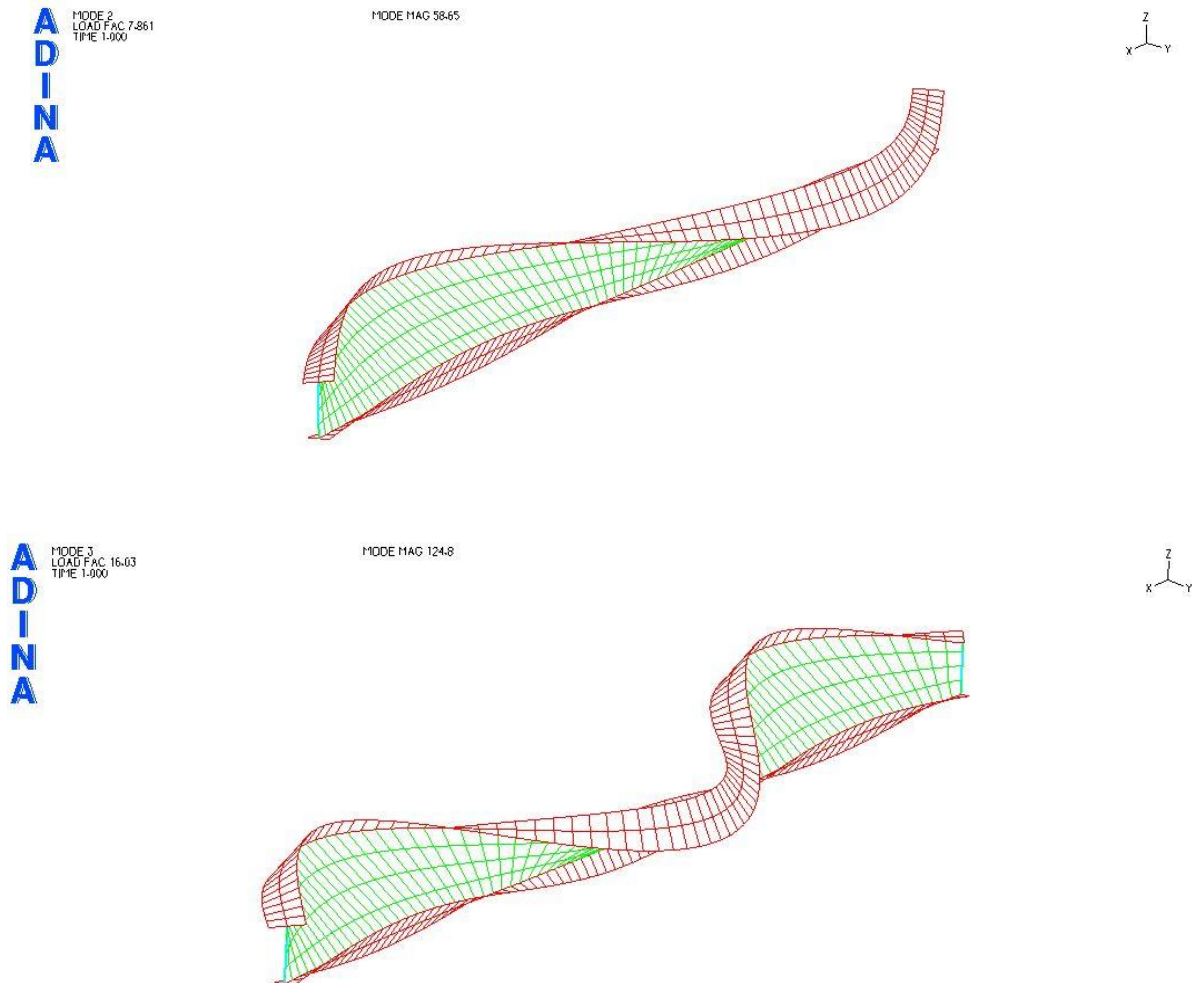 ADINA
MODE 2
LOAD FAC 7.861
TIME 1.000
MODE MAG 58.65
Z
X Y
ADINA
MODE 3
LOAD FAC 16.03
TIME 1.000
MODE MAG 124.8
Z
X Y